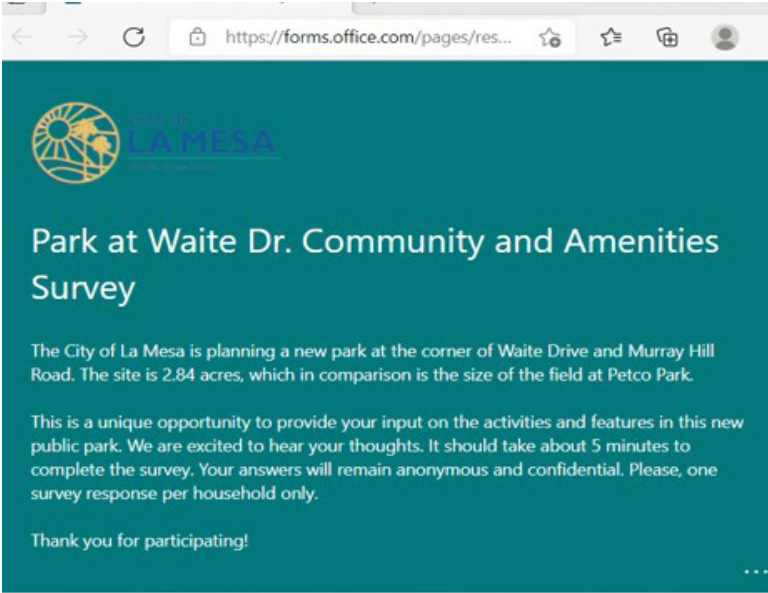 https://forms.office.com/pages/res...
LA MESA
Park at Waite Dr. Community and Amenities
Survey
The City of La Mesa is planning a new park at the corner of Waite Drive and Murray Hill
Road. The site is 2.84 acres, which in comparison is the size of the field at Petco Park.
This is a unique opportunity to provide your input on the activities and features in this new
public park. We are excited to hear your thoughts. It should take about 5 minutes to
complete the survey. Your answers will remain anonymous and confidential. Please, one
survey response per household only.
Thank you for participating!
...